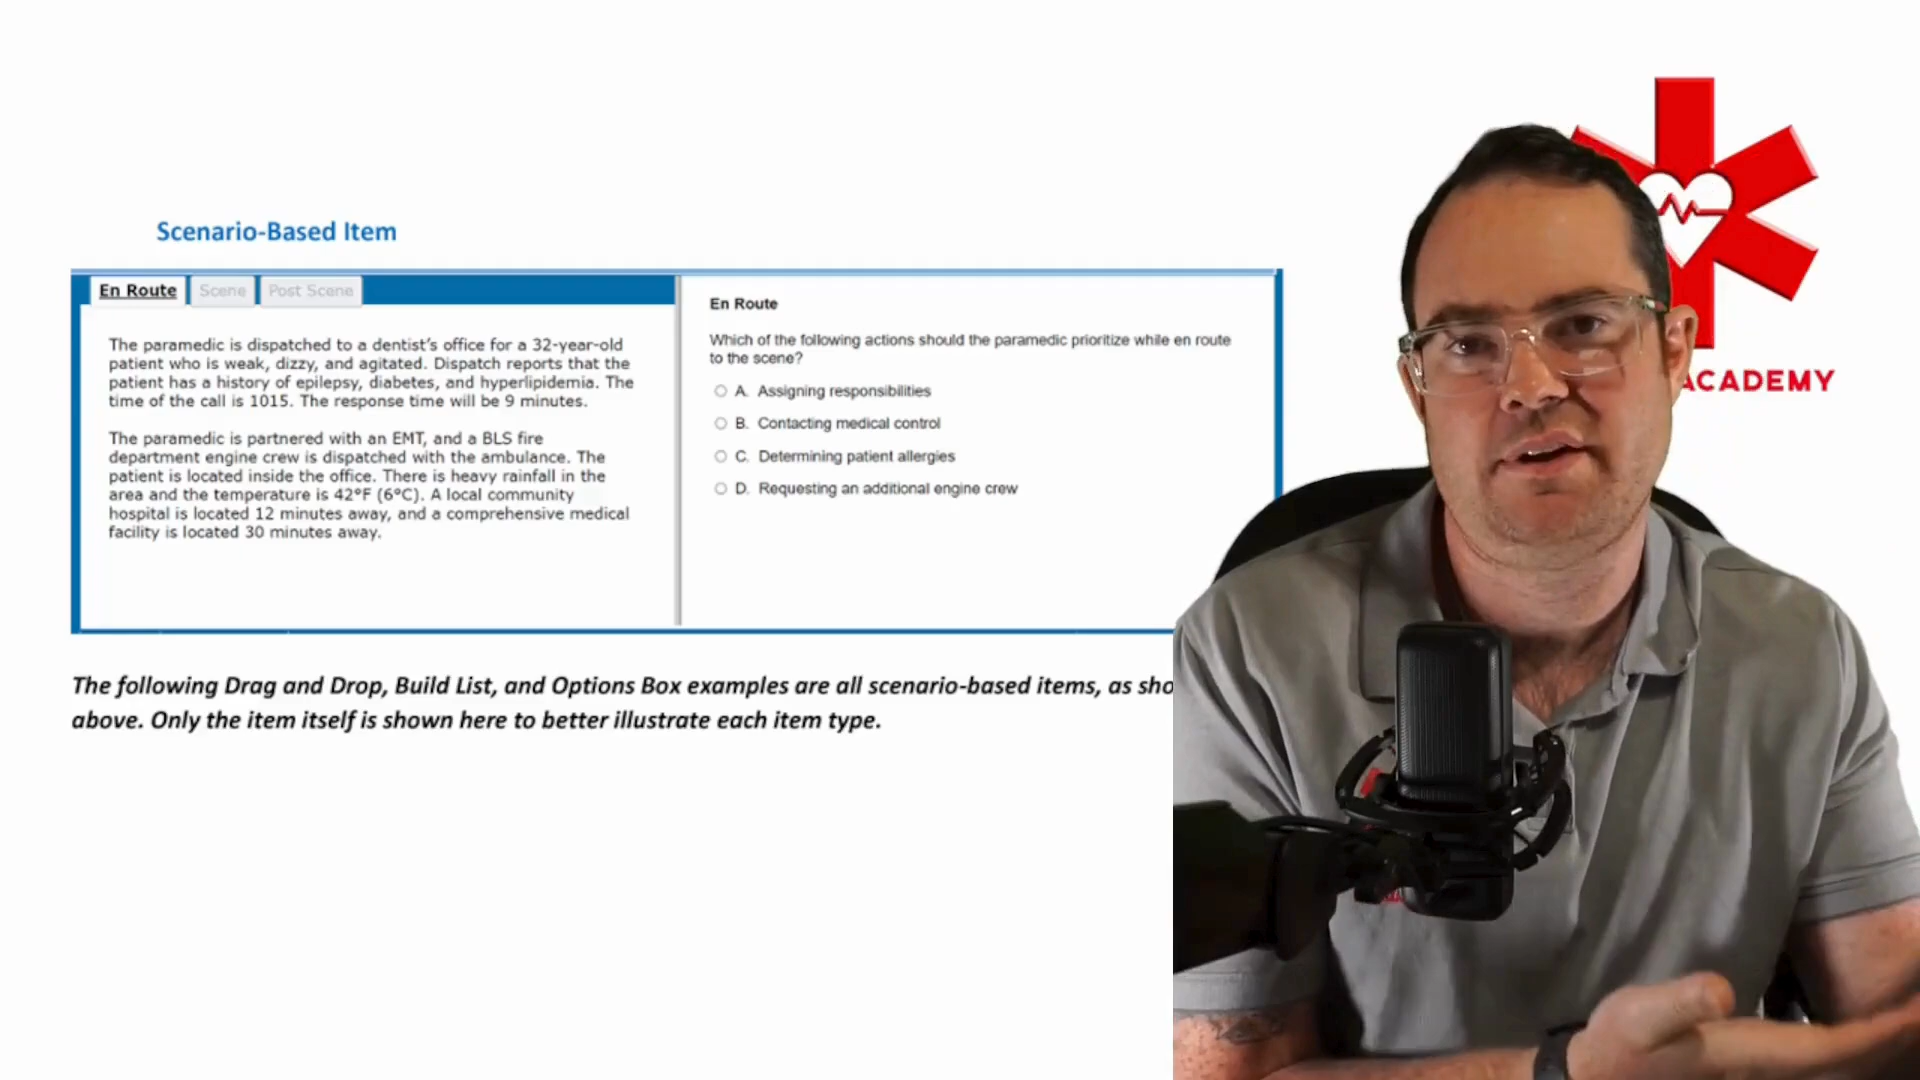 Scenario-Based Item
En Route
Scene
Post Scene
The paramedic is dispatched to a dentist's office for a 32-year-old
patient who is weak, dizzy, and agitated. Dispatch reports that the
patient has a history of epilepsy, diabetes, and hyperlipidemia. The
time of the call is 1015. The response time will be 9 minutes.
The paramedic is partnered with an EMT, and a BLS fire
department engine crew is dispatched with the ambulance. The
patient is located inside the office. There is heavy rainfall in the
area and the temperature is 42°F (6°C). A local community
hospital is located 12 minutes away, and a comprehensive medical
facility is located 30 minutes away.
En Route
Which of the following actions should the paramedic prioritize while en route
to the scene?
A. Assigning responsibilities
B. Contacting medical control
C. Determining patient allergies
D. Requesting an additional engine crew
The following Drag and Drop, Build List, and Options Box examples are all scenario-based items, as sho
above. Only the item itself is shown here to better illustrate each item type.
ACADEMY